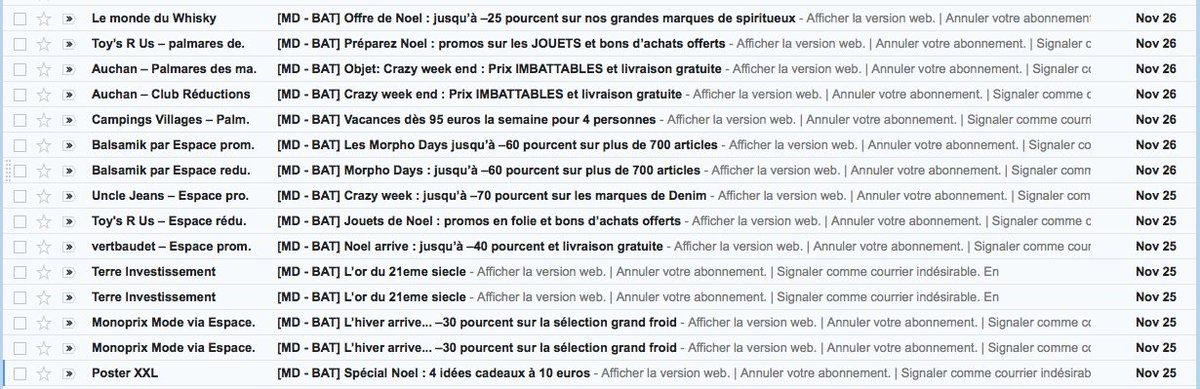 Le monde du Whisky [MD - BAT] Offre de Noel : jusqu'à –25 pourcent sur nos grandes marques de spiritueux - Afficher la version web. | Annuler votre abonnement Nov 26
Toy's R Us – palmares de. [MD - BAT] Préparez Noel : promos sur les JOUETS et bons d'achats offerts - Afficher la version web. | Annuler votre abonnement. | Signaler c Nov 26
Auchan – Palmares des ma. [MD - BAT] Objet: Crazy week end : Prix IMBATTABLES et livraison gratuite - Afficher la version web. | Annuler votre abonnement. | Signaler cc Nov 26
Auchan – Club Réductions [MD - BAT] Crazy week end : Prix IMBATTABLES et livraison gratuite - Afficher la version web. | Annuler votre abonnement. | Signaler comme c Nov 26
Campings Villages – Palm. [MD - BAT] Vacances dès 95 euros la semaine pour 4 personnes - Afficher la version web. | Annuler votre abonnement. | Signaler comme courri Nov 26
Balsamik par Espace prom. [MD - BAT] Les Morpho Days jusqu'à –60 pourcent sur plus de 700 articles - Afficher la version web. | Annuler votre abonnement. | Signaler com Nov 26
Balsamik par Espace redu. [MD - BAT] Morpho Days : jusqu'à –60 pourcent sur plus de 700 articles - Afficher la version web. | Annuler votre abonnement. | Signaler comm Nov 26
Uncle Jeans – Espace pro. [MD - BAT] Crazy week : jusqu'à –70 pourcent sur les marques de Denim - Afficher la version web. | Annuler votre abonnement. | Signaler com Nov 25
Toy's R Us – Espace rédu. [MD - BAT] Jouets de Noel : promos en folie et bons d'achats offerts - Afficher la version web. | Annuler votre abonnement. | Signaler comme c Nov 25
vertbaudet – Espace prom. [MD - BAT] Noel arrive : jusqu'à –40 pourcent et livraison gratuite - Afficher la version web. | Annuler votre abonnement. | Signaler comme cour Nov 25
Terre Investissement [MD - BAT] L'or du 21eme siecle - Afficher la version web. | Annuler votre abonnement. | Signaler comme courrier indésirable. En Nov 25
Terre Investissement [MD - BAT] L'or du 21eme siecle - Afficher la version web. | Annuler votre abonnement. | Signaler comme courrier indésirable. En Nov 25
Monoprix Mode via Espace. [MD - BAT] L'hiver arrive... –30 pourcent sur la sélection grand froid - Afficher la version web. | Annuler votre abonnement. | Signaler comme cc Nov 25
Monoprix Mode via Espace. [MD - BAT] L'hiver arrive... –30 pourcent sur la sélection grand froid - Afficher la version web. | Annuler votre abonnement. | Signaler comme cc Nov 25
Poster XXL [MD - BAT] Spécial Noel : 4 idées cadeaux à 10 euros - Afficher la version web. | Annuler votre abonnement. | Signaler comme courrier indésirable Nov 25